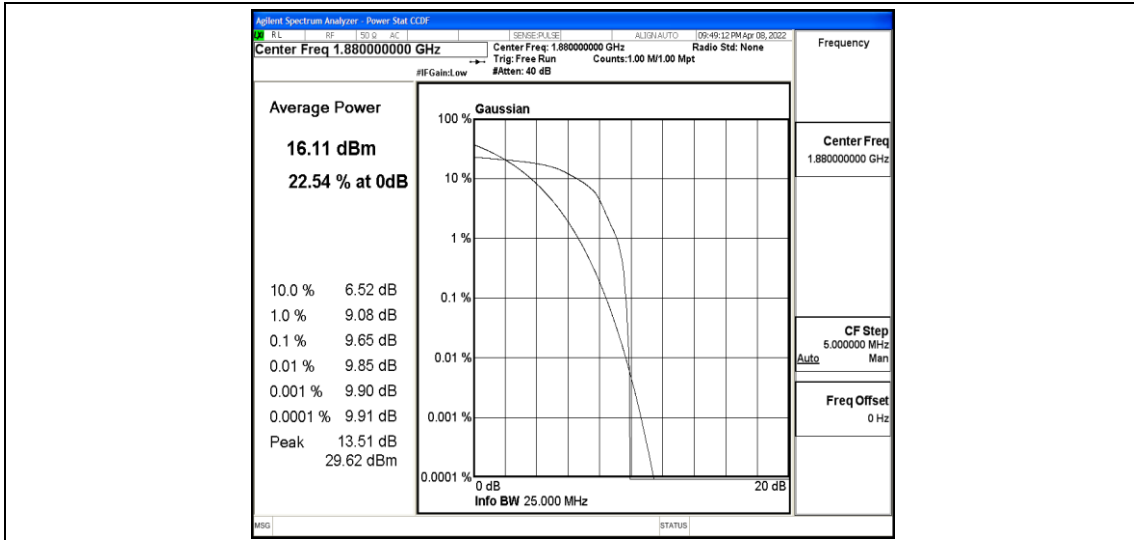 Agilent Spectrum Analyzer - Power Stat CCDF
LXI RL RF 50 Ω AC SENSE:PULSE ALIGNAUTO 09:49:12 PM Apr 08, 2022
Center Freq 1.880000000 GHz
Center Freq: 1.880000000 GHz Radio Std: None
Trig: Free Run Counts:1.00 M/1.00 Mpt
#IFGain:Low #Atten: 40 dB
Frequency
Average Power
16.11 dBm
22.54 % at 0dB
10.0 % 6.52 dB
1.0 % 9.08 dB
0.1 % 9.65 dB
0.01 % 9.85 dB
0.001 % 9.90 dB
0.0001 % 9.91 dB
Peak 13.51 dB
29.62 dBm
Gaussian
100 %
10 %
1 %
0.1 %
0.01 %
0.001 %
0.0001 %
0 dB 20 dB
Info BW 25.000 MHz
Center Freq
1.880000000 GHz
CF Step
5.000000 MHz
Auto Man
Freq Offset
0 Hz
MSG STATUS